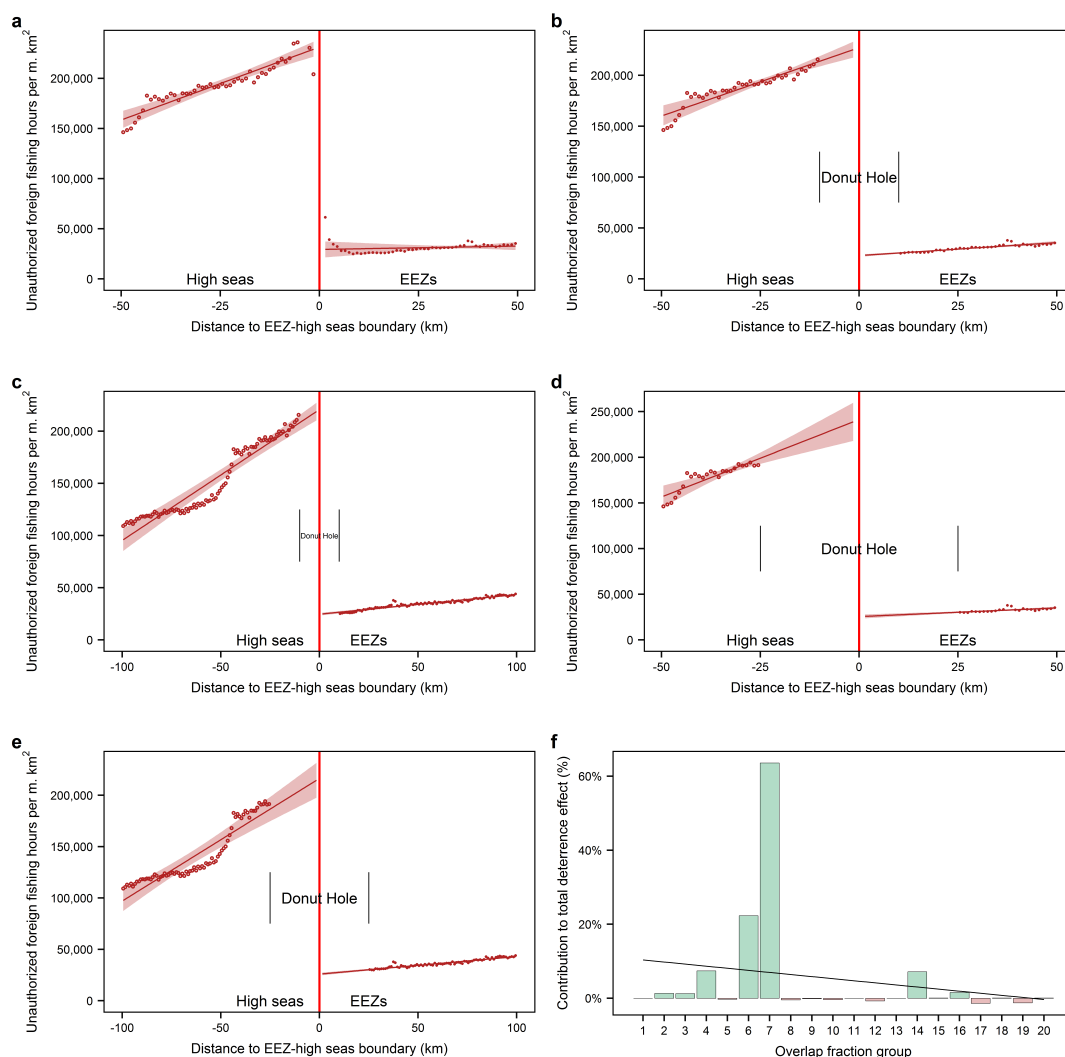 a
Unauthorized foreign fishing hours per m. km²
200,000
150,000
100,000
50,000
0
High seas
EEZs
-50
-25
0
25
50
Distance to EEZ-high seas boundary (km)
b
Unauthorized foreign fishing hours per m. km²
200,000
150,000
100,000
50,000
0
Donut Hole
High seas
EEZs
-50
-25
0
25
50
Distance to EEZ-high seas boundary (km)
c
Unauthorized foreign fishing hours per m. km²
200,000
150,000
100,000
50,000
0
Donut Hole
High seas
EEZs
-100
-50
0
50
100
Distance to EEZ-high seas boundary (km)
d
Unauthorized foreign fishing hours per m. km²
250,000
200,000
150,000
100,000
50,000
0
Donut Hole
High seas
EEZs
-50
-25
0
25
50
Distance to EEZ-high seas boundary (km)
e
Unauthorized foreign fishing hours per m. km²
200,000
150,000
100,000
50,000
0
Donut Hole
High seas
EEZs
-100
-50
0
50
100
Distance to EEZ-high seas boundary (km)
f
Contribution to total deterrence effect (%)
60%
40%
20%
0%
1 2 3 4 5 6 7 8 9 10 11 12 13 14 15 16 17 18 19 20
Overlap fraction group